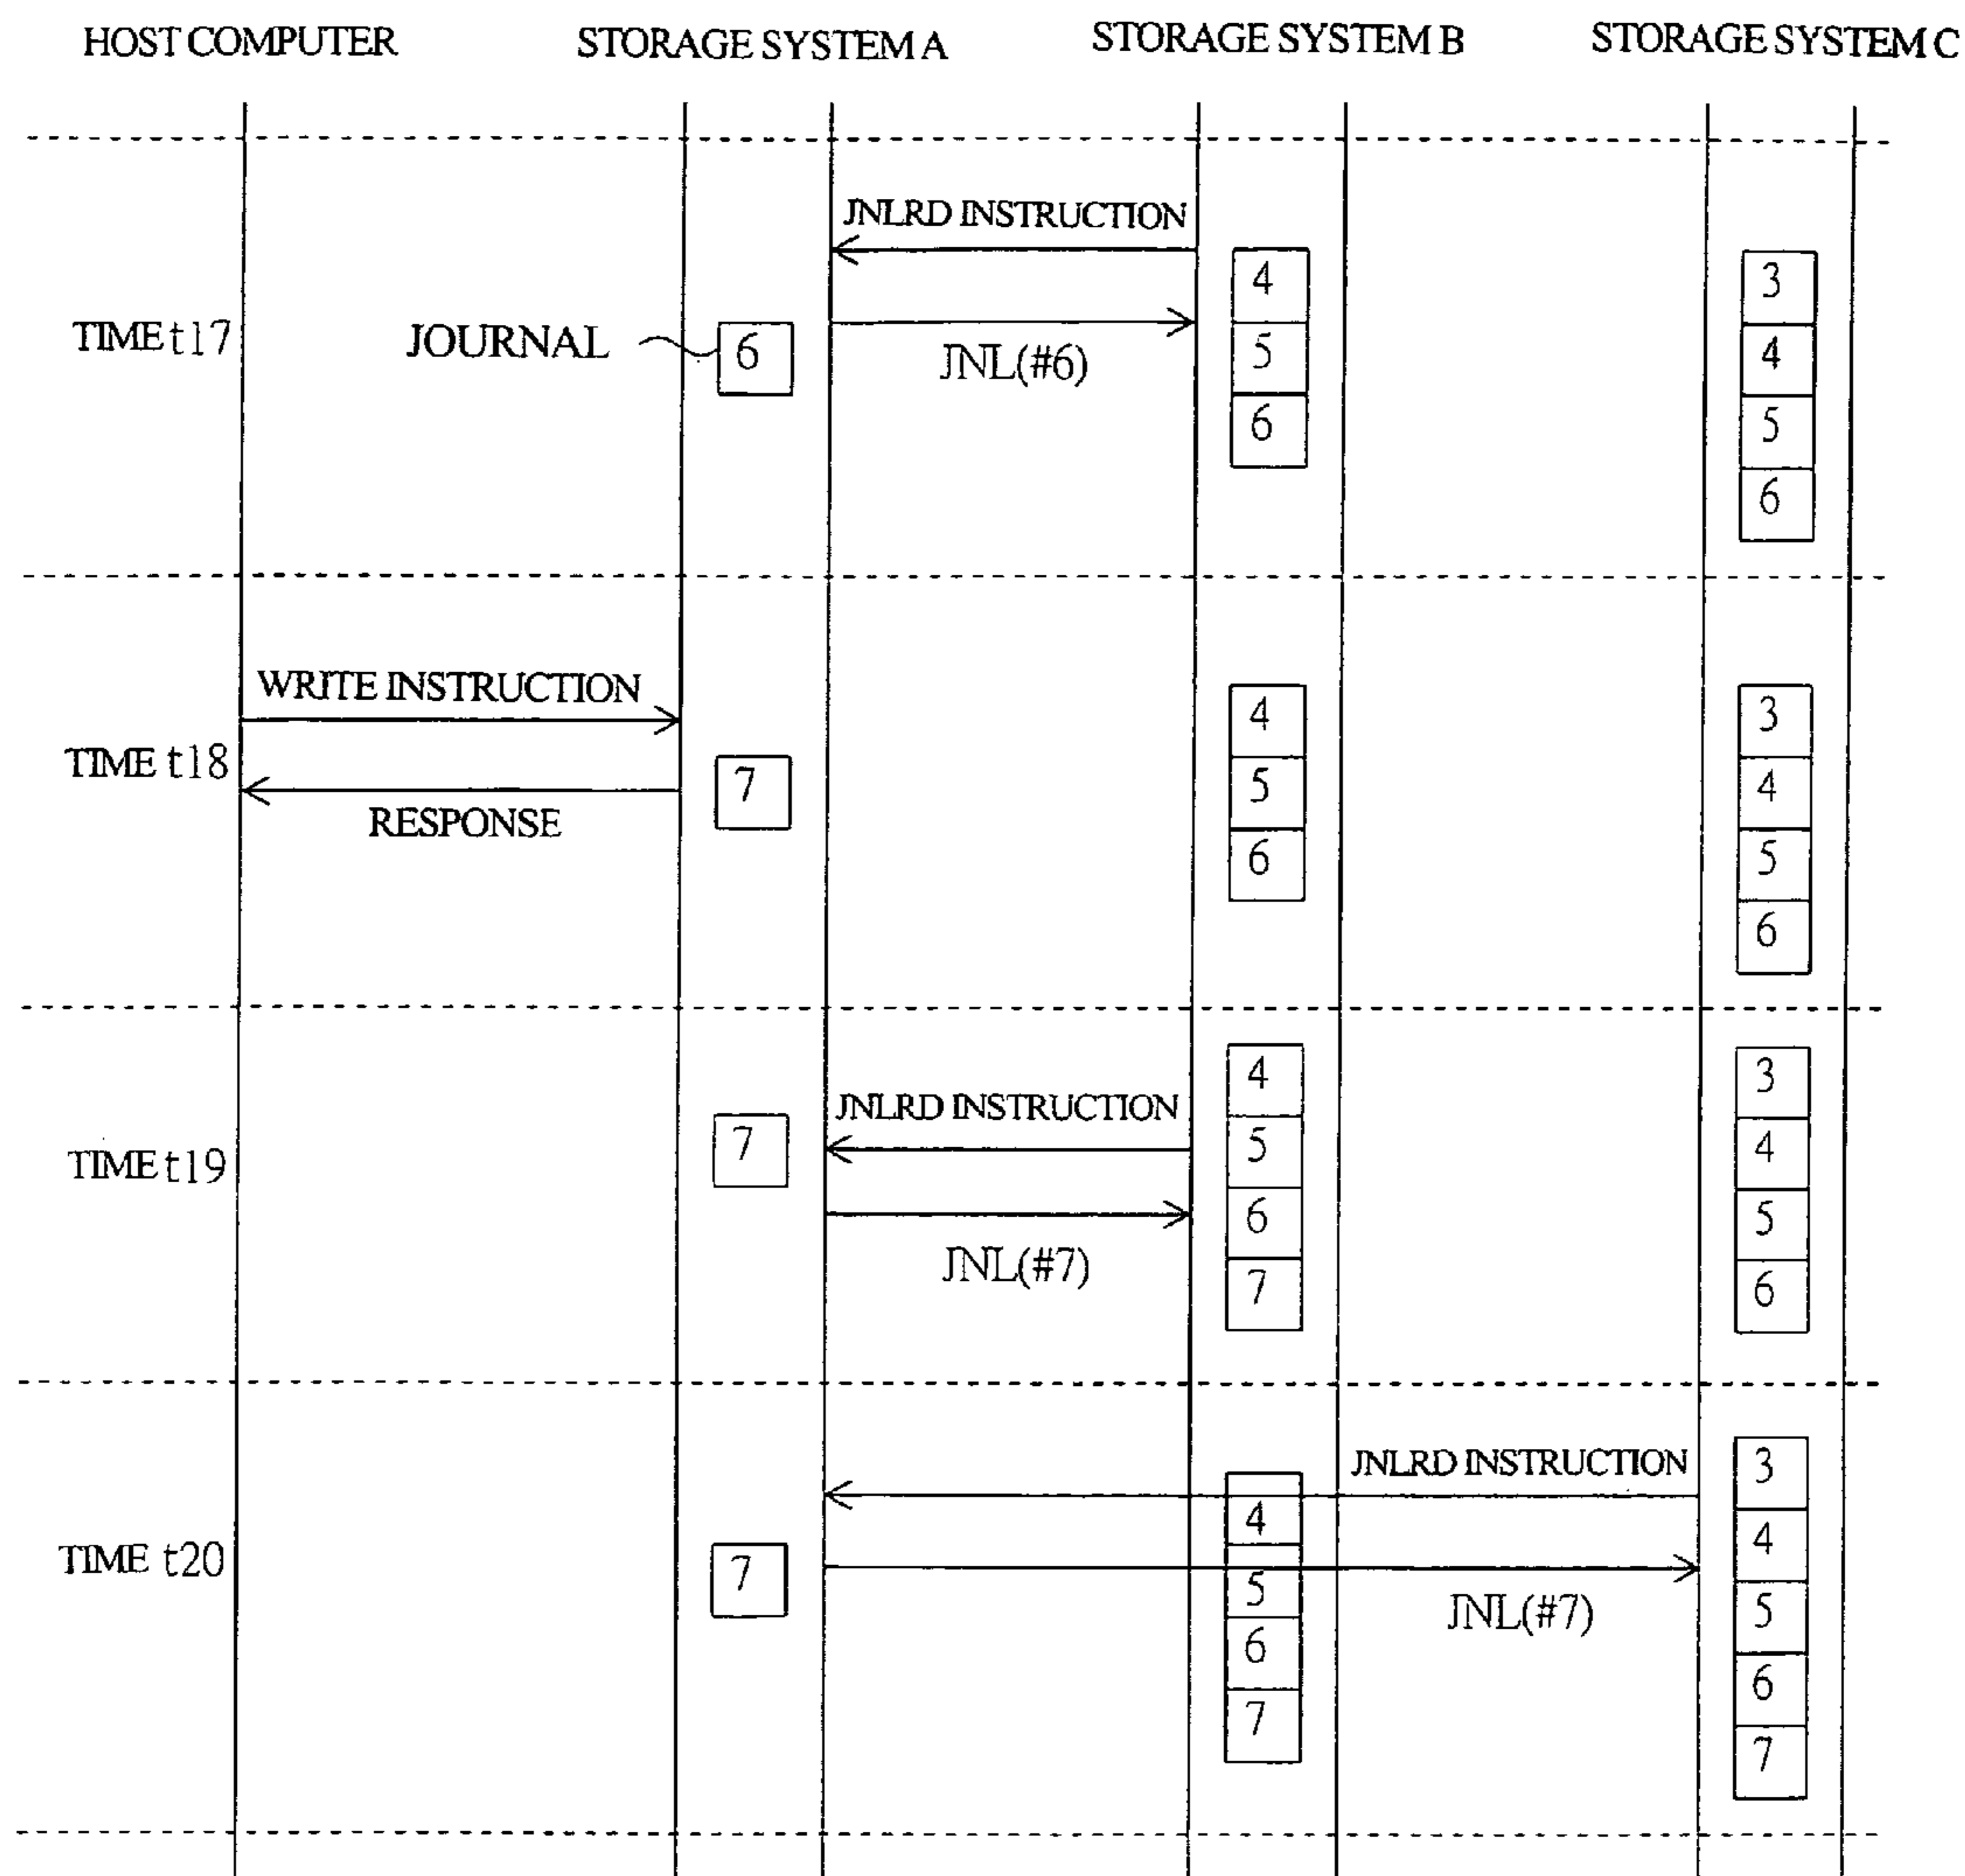 HOST COMPUTER
STORAGE SYSTEM A
STORAGE SYSTEM B
STORAGE SYSTEM C
TIME t17
JOURNAL
6
JNLRD INSTRUCTION
JNL(#6)
4
5
6
3
4
5
6
TIME t18
WRITE INSTRUCTION
RESPONSE
7
4
5
6
3
4
5
6
TIME t19
7
JNLRD INSTRUCTION
JNL(#7)
4
5
6
7
3
4
5
6
TIME t20
7
4
5
6
7
JNLRD INSTRUCTION
JNL(#7)
3
4
5
6
7